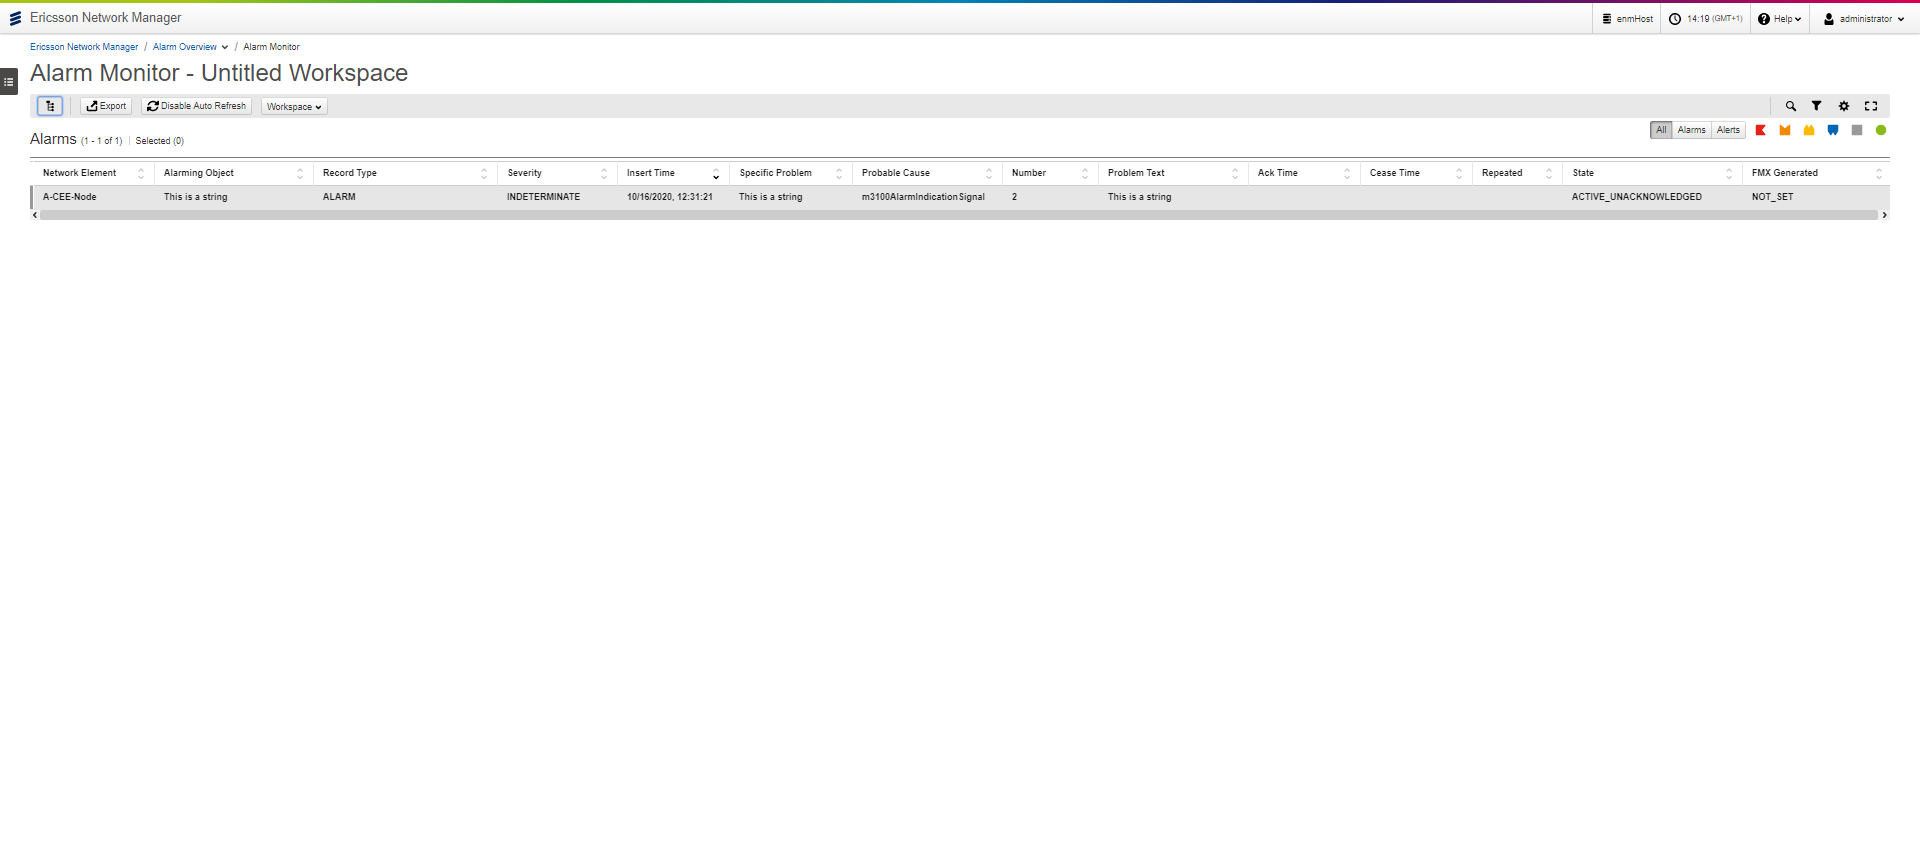 Ericsson Network Manager enmHost 14:19 (GMT+1) Help administrator
Ericsson Network Manager / Alarm Overview / Alarm Monitor
Alarm Monitor - Untitled Workspace
Export Disable Auto Refresh Workspace
Alarms (1 - 1 of 1) Selected (0) All Alarms Alerts
Network Element Alarming Object Record Type Severity Insert Time Specific Problem Probable Cause Number Problem Text Ack Time Cease Time Repeated State FMX Generated
A-CEE-Node This is a string ALARM INDETERMINATE 10/16/2020, 12:31:21 This is a string m3100AlarmIndicationSignal 2 This is a string ACTIVE_UNACKNOWLEDGED NOT_SET